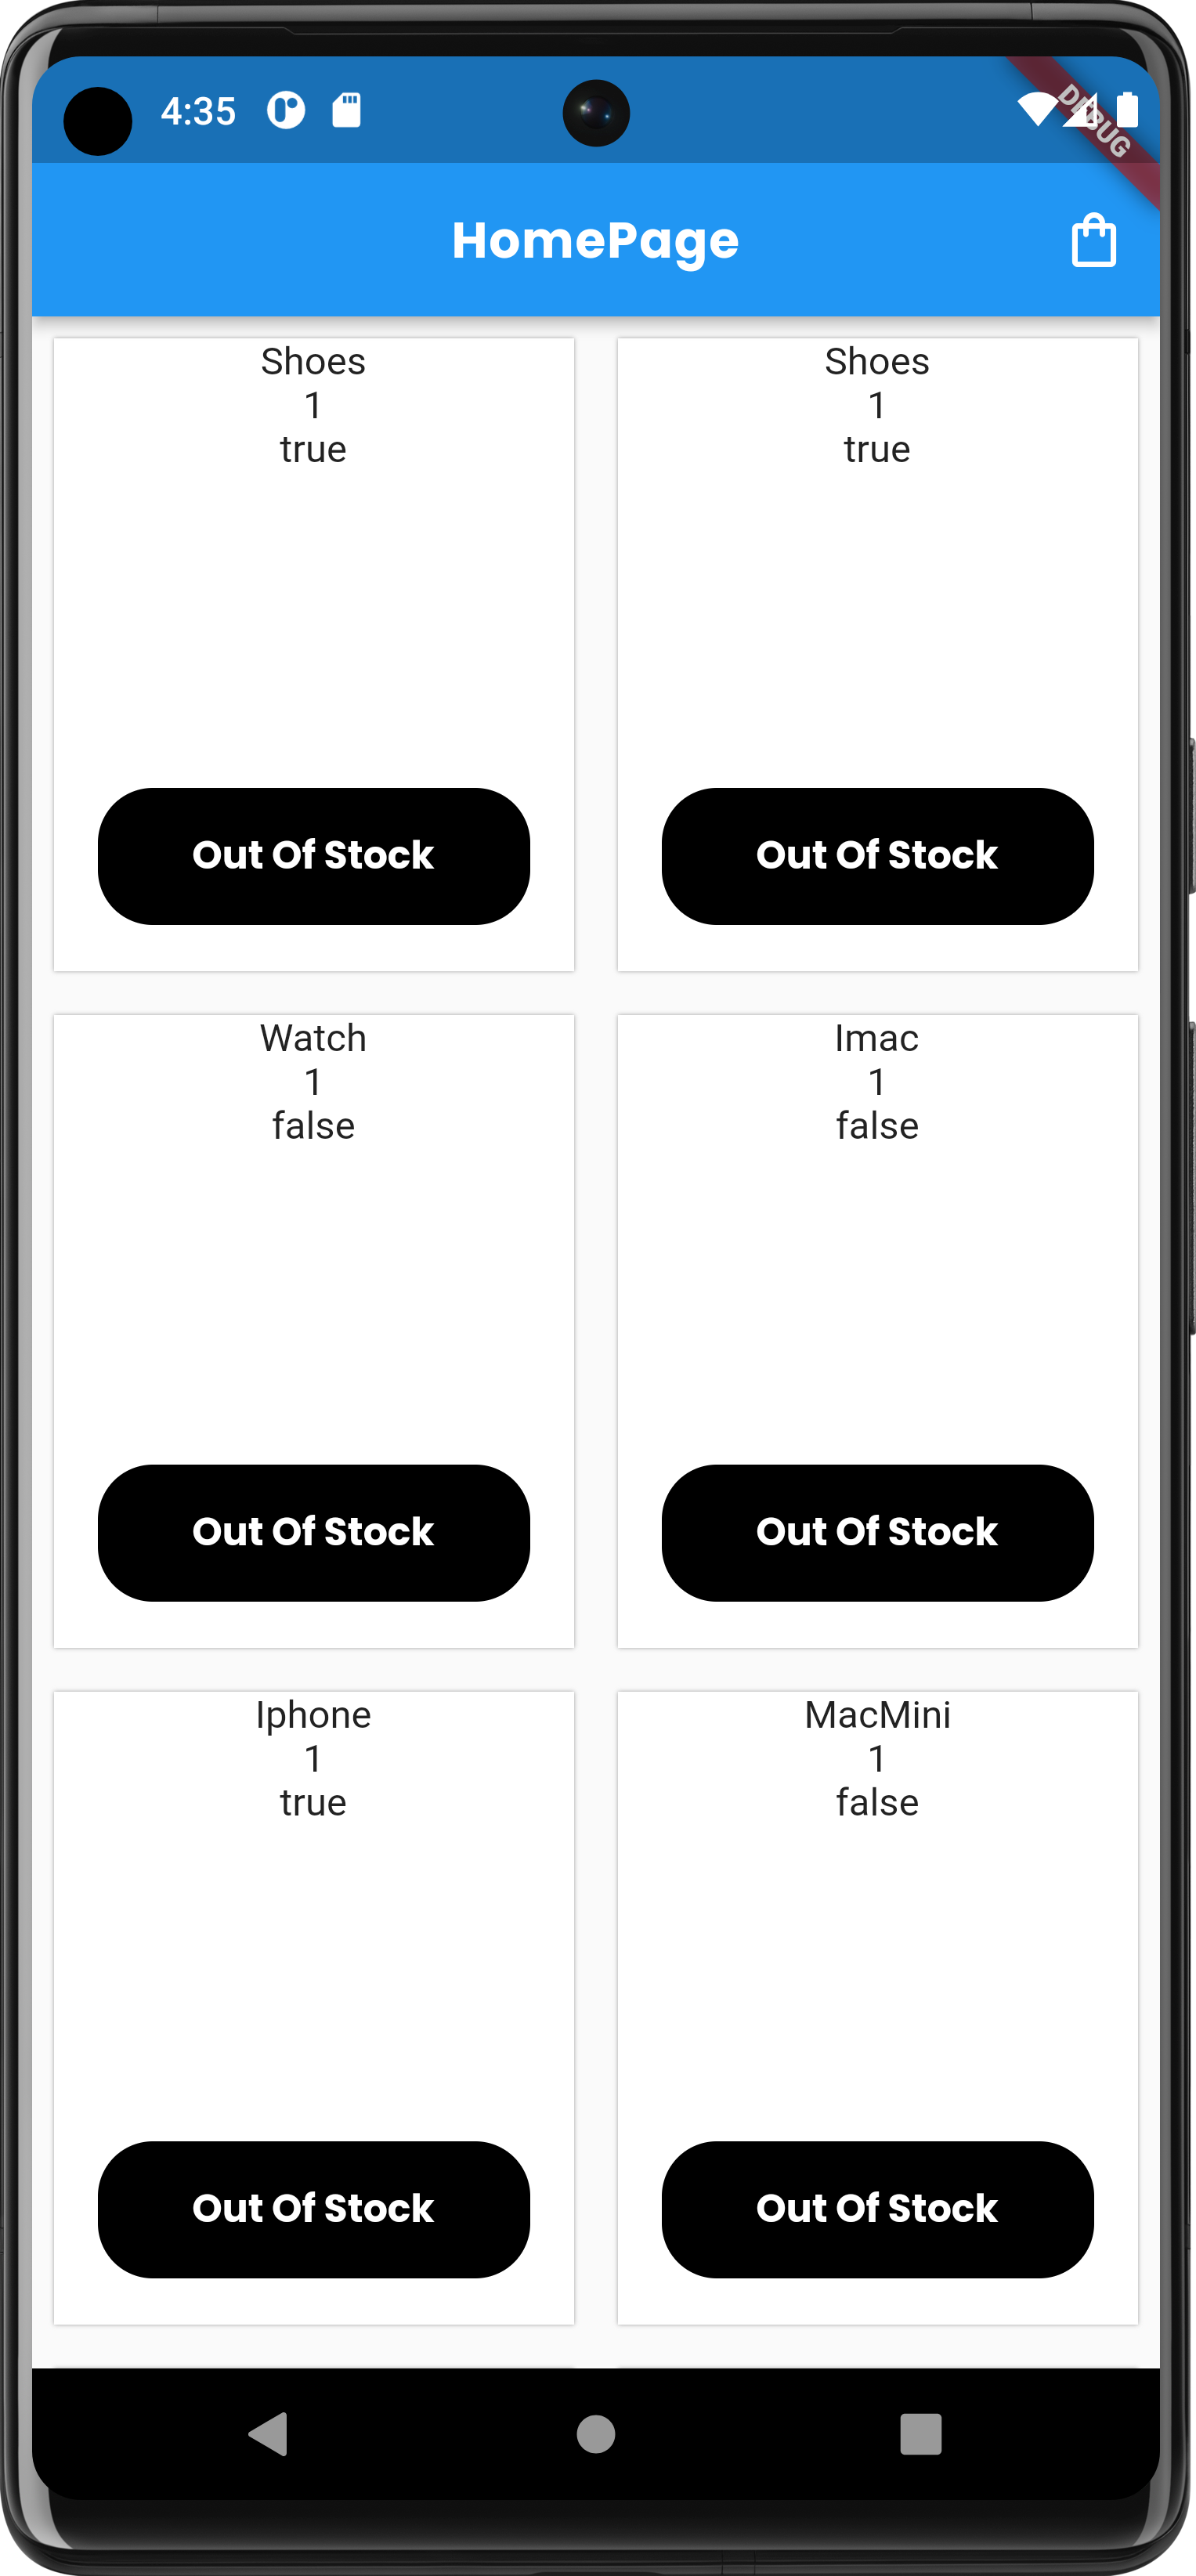 4:35
DEBUG
HomePage
Shoes
1
true
Out Of Stock
Shoes
1
true
Out Of Stock
Watch
1
false
Out Of Stock
Imac
1
false
Out Of Stock
Iphone
1
true
Out Of Stock
MacMini
1
false
Out Of Stock